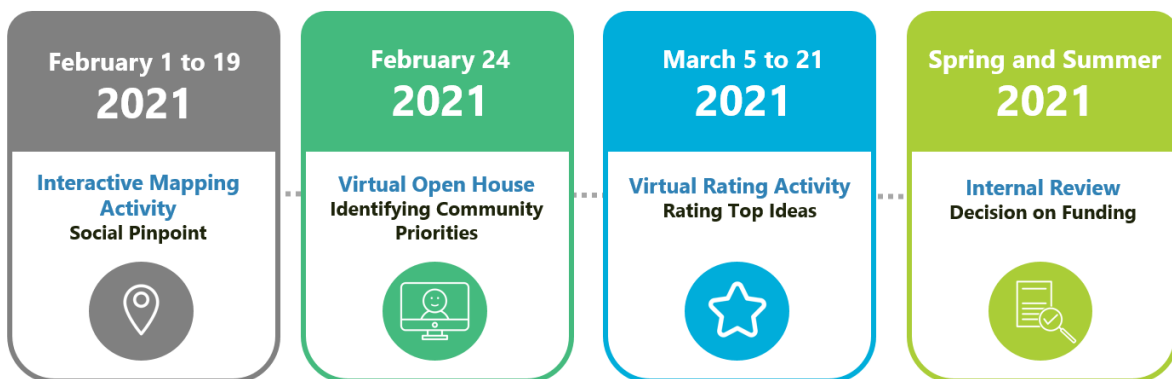 February 1 to 19
2021
Interactive Mapping
Activity
Social Pinpoint
February 24
2021
Virtual Open House
Identifying Community
Priorities
March 5 to 21
2021
Virtual Rating Activity
Rating Top Ideas
Spring and Summer
2021
Internal Review
Decision on Funding